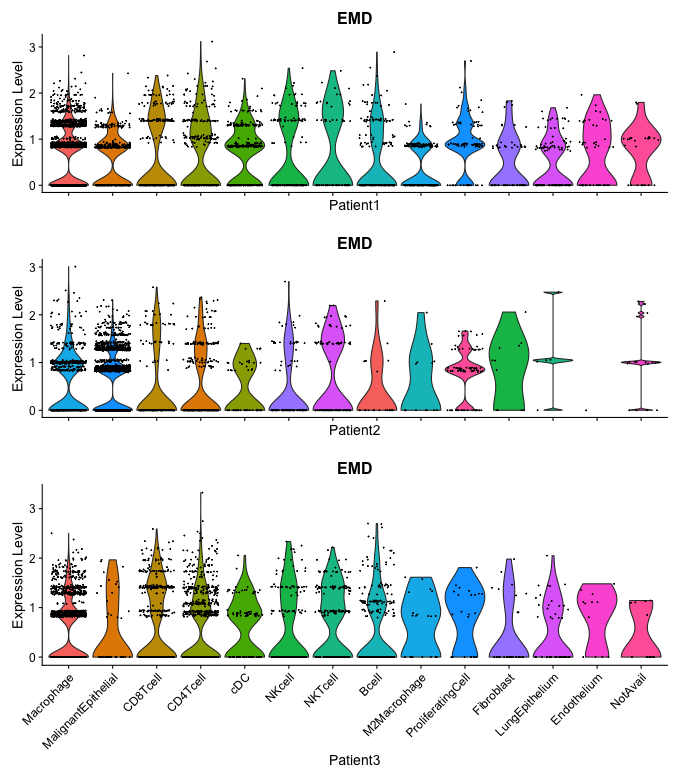 EMD
Expression Level
3
2
1
0
Patient1
EMD
Expression Level
3
2
1
0
Patient2
EMD
Expression Level
3
2
1
0
Macrophage
MalignantEpithelial
CD8Tcell
CD4Tcell
cDC
NKcell
NKTcell
Bcell
M2Macrophage
ProliferatingCell
Fibroblast
LungEpithelium
Endothelium
NotAvail
Patient3